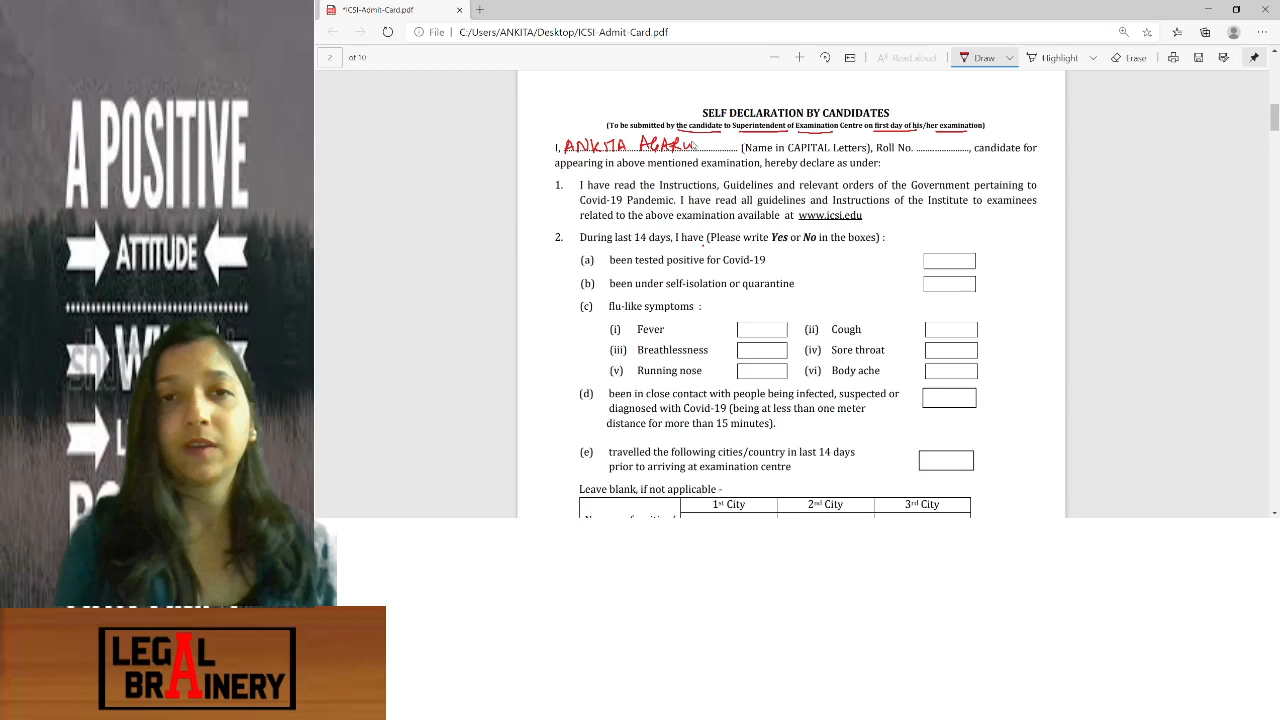 *ICSI-Admit-Card.pdf
File
C:/Users/ANKITA/Desktop/ICSI-Admit-Card.pdf
2 of 10
Read aloud
Draw
Highlight
Erase
A POSITIVE
ATTITUDE
SELF DECLARATION BY CANDIDATES
(To be submitted by the candidate to Superintendent of Examination Centre on first day of his/her examination)
I, ANKITA AGARW (Name in CAPITAL Letters), Roll No. ......................, candidate for
appearing in above mentioned examination, hereby declare as under:
1. I have read the Instructions, Guidelines and relevant orders of the Government pertaining to
Covid-19 Pandemic. I have read all guidelines and Instructions of the Institute to examinees
related to the above examination available at www.icsi.edu
2. During last 14 days, I have (Please write Yes or No in the boxes) :
(a) been tested positive for Covid-19
(b) been under self-isolation or quarantine
(c) flu-like symptoms :
(i) Fever (ii) Cough
(iii) Breathlessness (iv) Sore throat
(v) Running nose (vi) Body ache
(d) been in close contact with people being infected, suspected or
diagnosed with Covid-19 (being at less than one meter
distance for more than 15 minutes).
(e) travelled the following cities/country in last 14 days
prior to arriving at examination centre
Leave blank, if not applicable -
1st City 2nd City 3rd City
LEGAL
BRAINERY